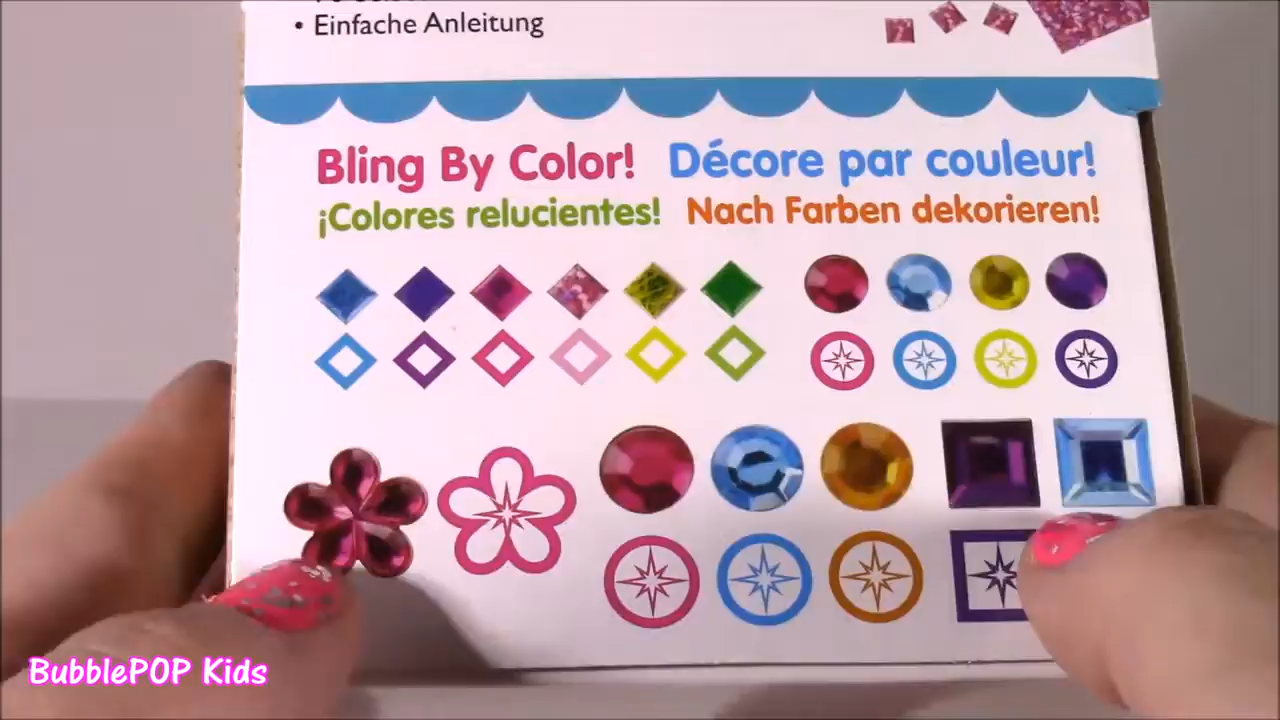 • Einfache Anleitung
Bling By Color! Décore par couleur!
¡Colores relucientes! Nach Farben dekorieren!
BubblePOP Kids